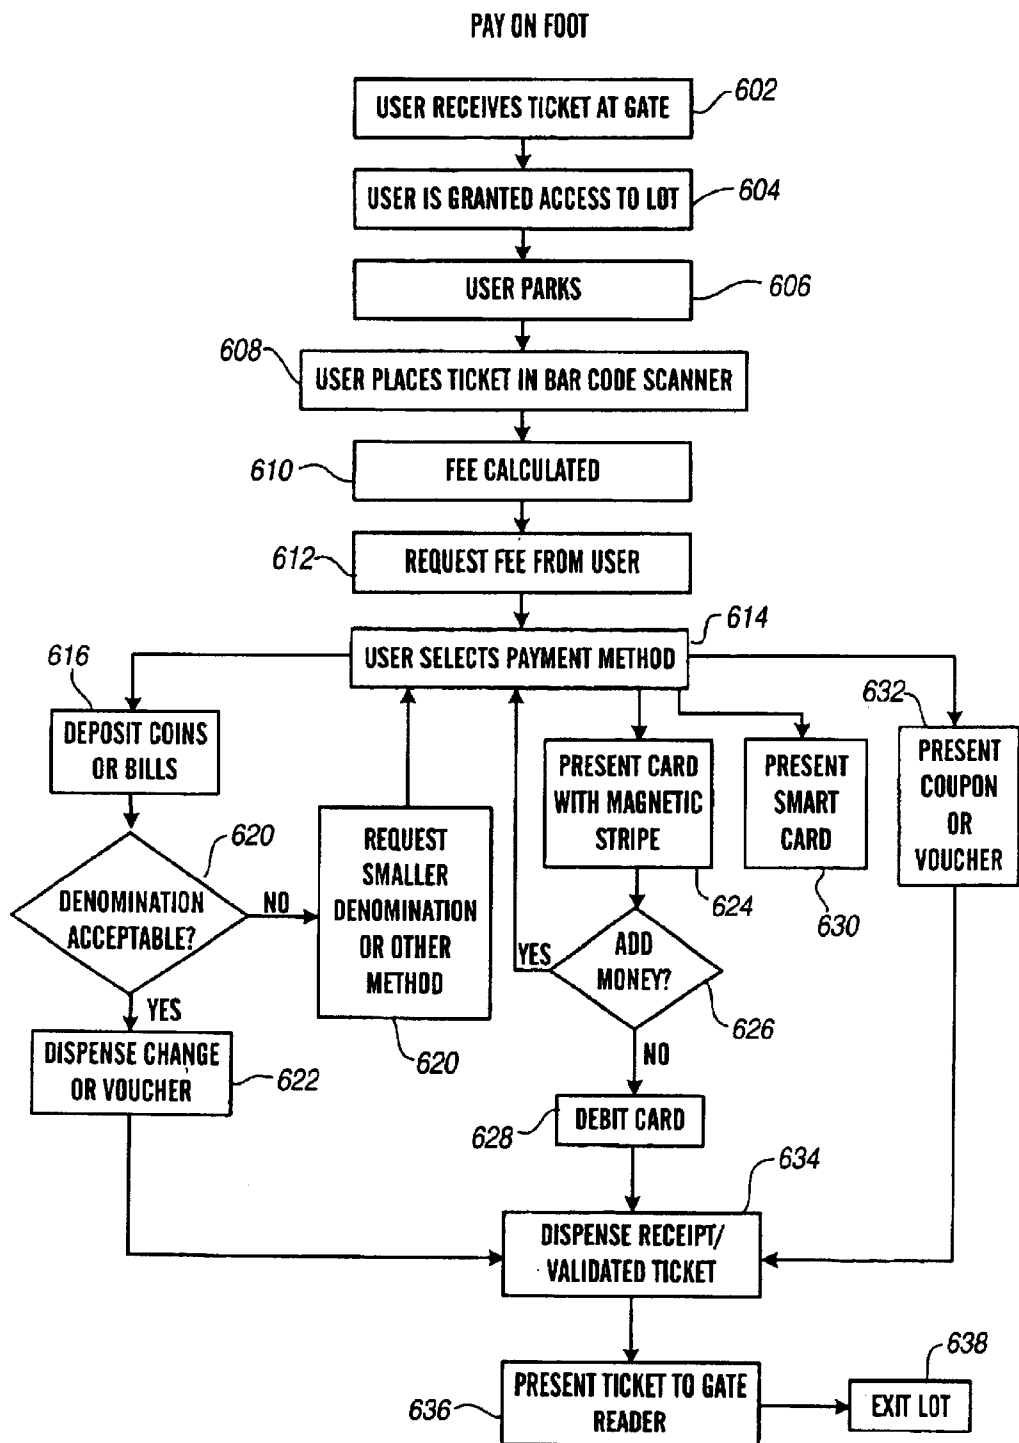 PAY ON FOOT
USER RECEIVES TICKET AT GATE
602
USER IS GRANTED ACCESS TO LOT
604
USER PARKS
606
608
USER PLACES TICKET IN BAR CODE SCANNER
610
FEE CALCULATED
612
REQUEST FEE FROM USER
614
USER SELECTS PAYMENT METHOD
616
DEPOSIT COINS
OR BILLS
620
DENOMINATION
ACCEPTABLE?
NO
YES
REQUEST
SMALLER
DENOMINATION
OR OTHER
METHOD
620
DISPENSE CHANGE
OR VOUCHER
622
PRESENT CARD
WITH MAGNETIC
STRIPE
624
PRESENT
SMART
CARD
630
632
PRESENT
COUPON
OR
VOUCHER
YES
ADD
MONEY?
626
NO
628
DEBIT CARD
634
DISPENSE RECEIPT/
VALIDATED TICKET
636
PRESENT TICKET TO GATE
READER
638
EXIT LOT